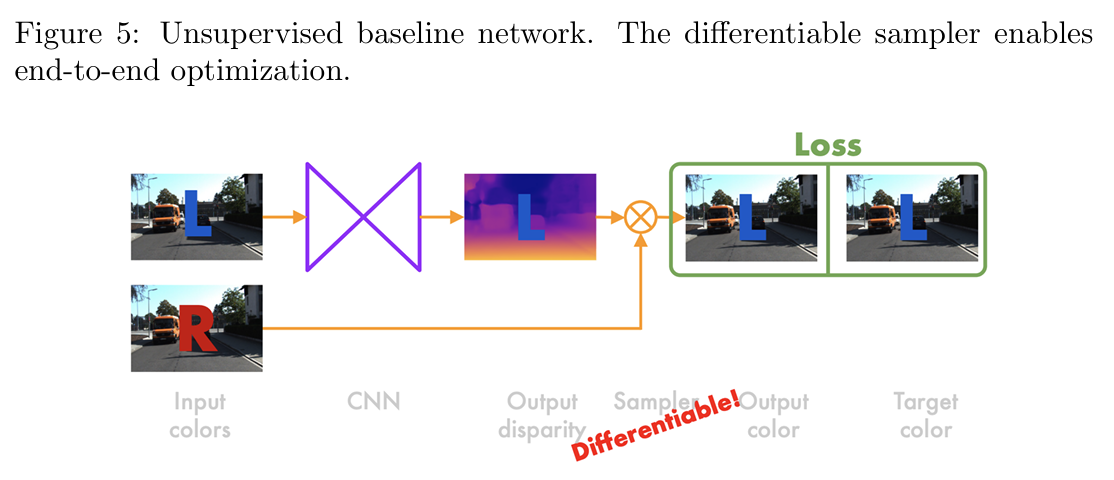 Figure 5: Unsupervised baseline network. The differentiable sampler enables
end-to-end optimization.
Loss
L
L
L
L
R
Input
colors
CNN
Output
disparity
Sampler
Differentiable!
Output
color
Target
color